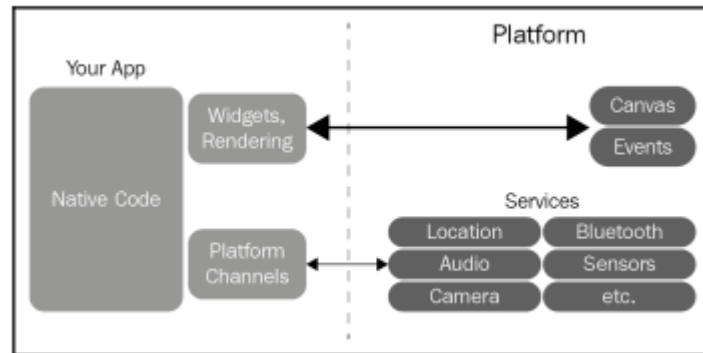 Platform
Your App
Native Code
Widgets,
Rendering
Canvas
Events
Platform
Channels
Services
Location
Bluetooth
Audio
Sensors
Camera
etc.